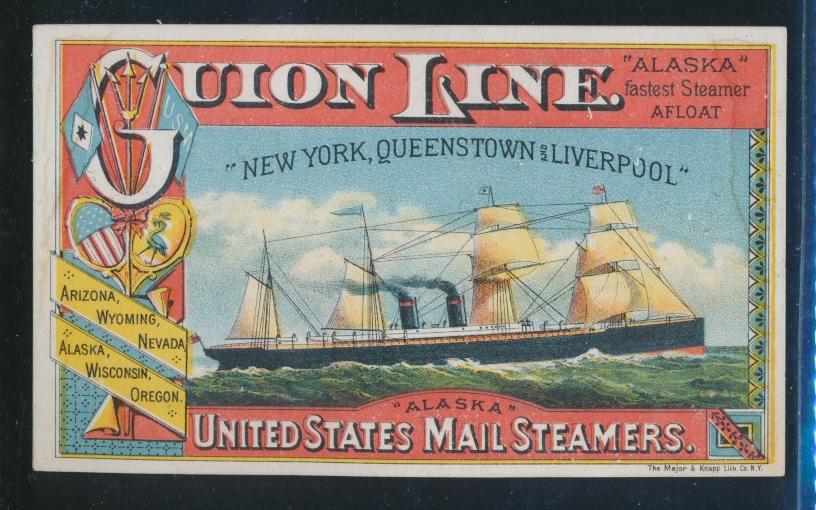 GUION LINE.
"ALASKA"
fastest Steamer
AFLOAT
USM
"NEW YORK, QUEENSTOWN AND LIVERPOOL"
ARIZONA,
WYOMING,
NEVADA
ALASKA,
WISCONSIN,
OREGON.
"ALASKA"
UNITED STATES MAIL STEAMERS.
The Major & Knapp Lith. Co. N.Y.